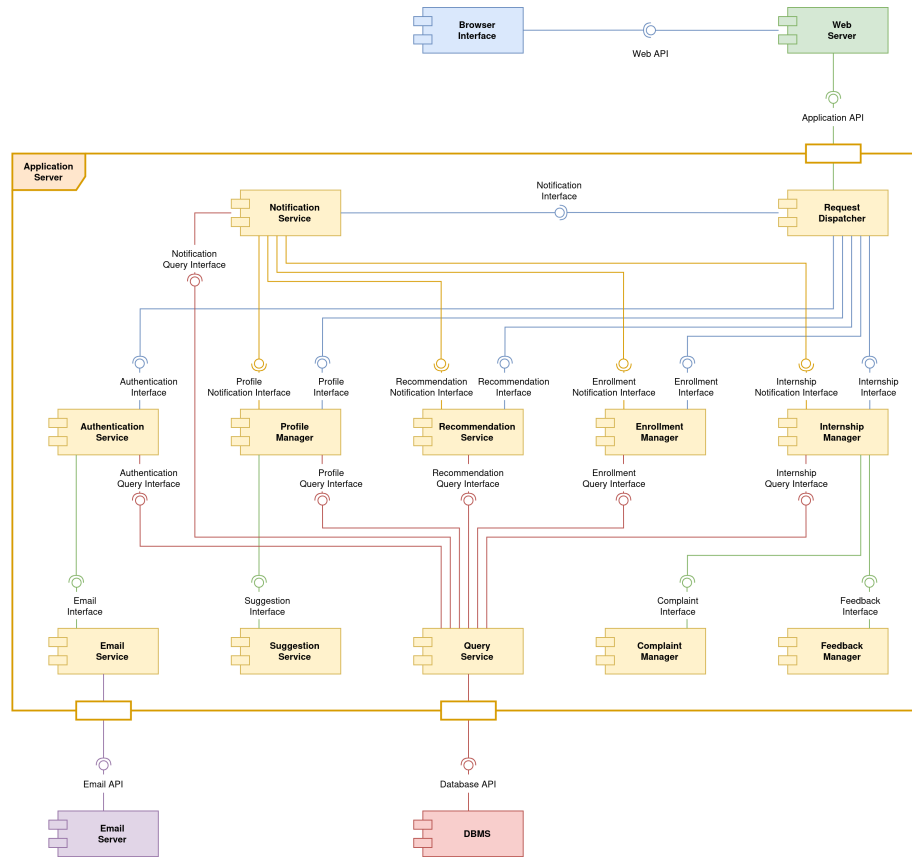 Browser
Interface
Web API
Web
Server
Application API
Application
Server
Notification
Service
Notification
Interface
Request
Dispatcher
Notification
Query Interface
Authentication
Interface
Profile
Notification Interface
Profile
Interface
Recommendation
Notification Interface
Recommendation
Interface
Enrollment
Notification Interface
Enrollment
Interface
Internship
Notification Interface
Internship
Interface
Authentication
Service
Profile
Manager
Recommendation
Service
Enrollment
Manager
Internship
Manager
Authentication
Query Interface
Profile
Query Interface
Recommendation
Query Interface
Enrollment
Query Interface
Internship
Query Interface
Email
Interface
Suggestion
Interface
Complaint
Interface
Feedback
Interface
Email
Service
Suggestion
Service
Query
Service
Complaint
Manager
Feedback
Manager
Email API
Database API
Email
Server
DBMS